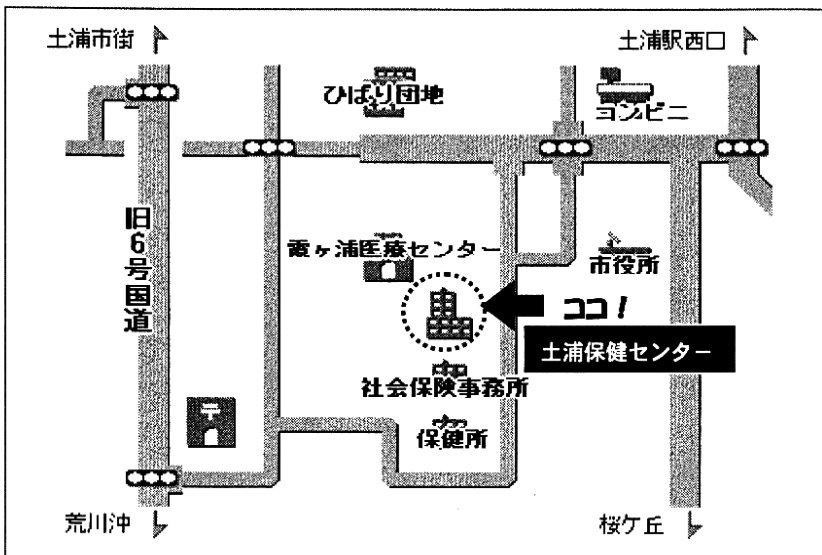 土浦市街
土浦駅西口
ひばり団地
コンビニ
旧6号国道
霞ヶ浦医療センター
市役所
ココ!
土浦保健センター
社会保険事務所
保健所
荒川沖
桜ケ丘